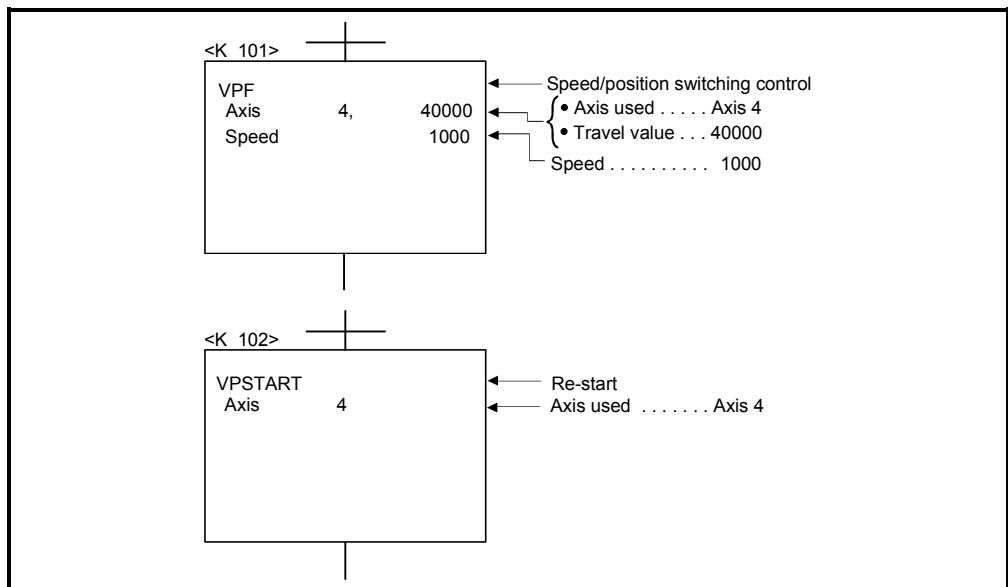 <K 101>
VPF
Axis 4, 40000
Speed 1000
Speed/position switching control
• Axis used . . . . . Axis 4
• Travel value . . . 40000
Speed . . . . . . . . . . 1000
<K 102>
VPSTART
Axis 4
Re-start
Axis used . . . . . . . Axis 4